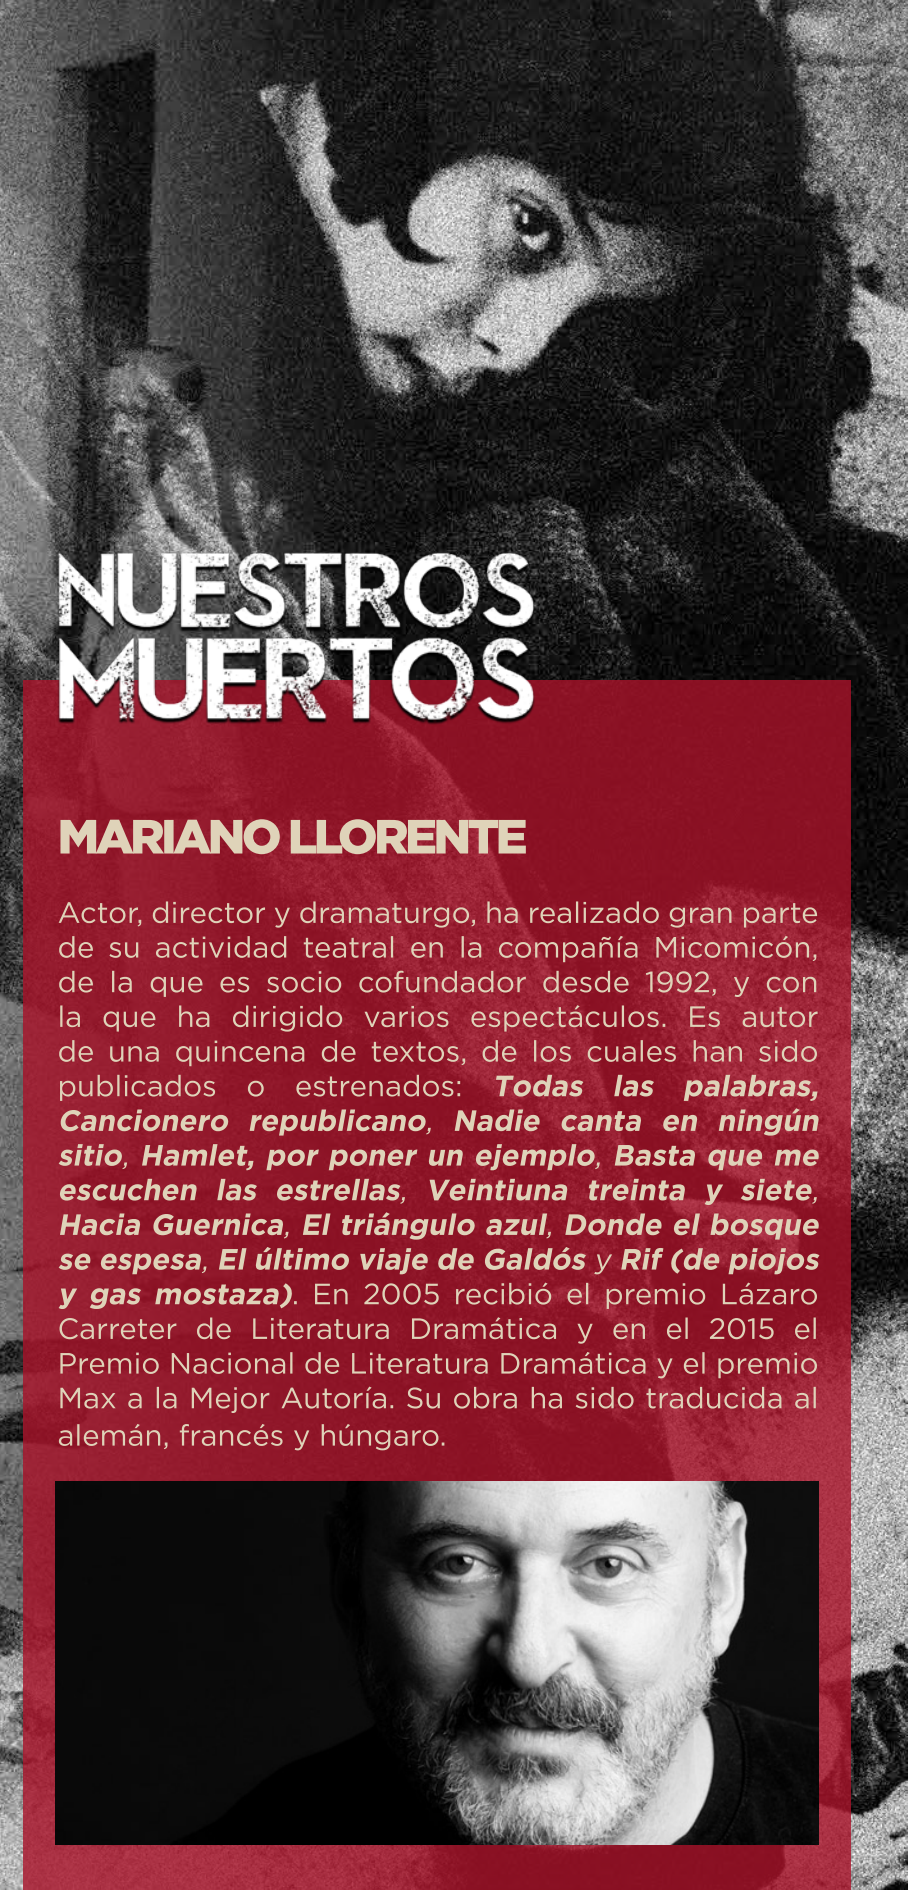 NUESTROS
MUERTOS
MARIANO LLORENTE
Actor, director y dramaturgo, ha realizado gran parte
de su actividad teatral en la compañía Micomicón,
de la que es socio cofundador desde 1992, y con
la que ha dirigido varios espectáculos. Es autor
de una quincena de textos, de los cuales han sido
publicados o estrenados: Todas las palabras,
Cancionero republicano, Nadie canta en ningún
sitio, Hamlet, por poner un ejemplo, Basta que me
escuchen las estrellas, Veintiuna treinta y siete,
Hacia Guernica, El triángulo azul, Donde el bosque
se espesa, El último viaje de Galdós y Rif (de piojos
y gas mostaza). En 2005 recibió el premio Lázaro
Carreter de Literatura Dramática y en el 2015 el
Premio Nacional de Literatura Dramática y el premio
Max a la Mejor Autoría. Su obra ha sido traducida al
alemán, francés y húngaro.